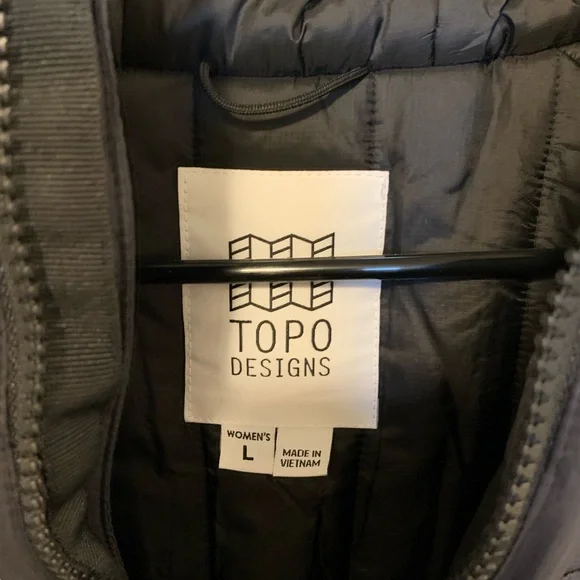 TOPO
DESIGNS
WOMEN'S
L
MADE IN
VIETNAM